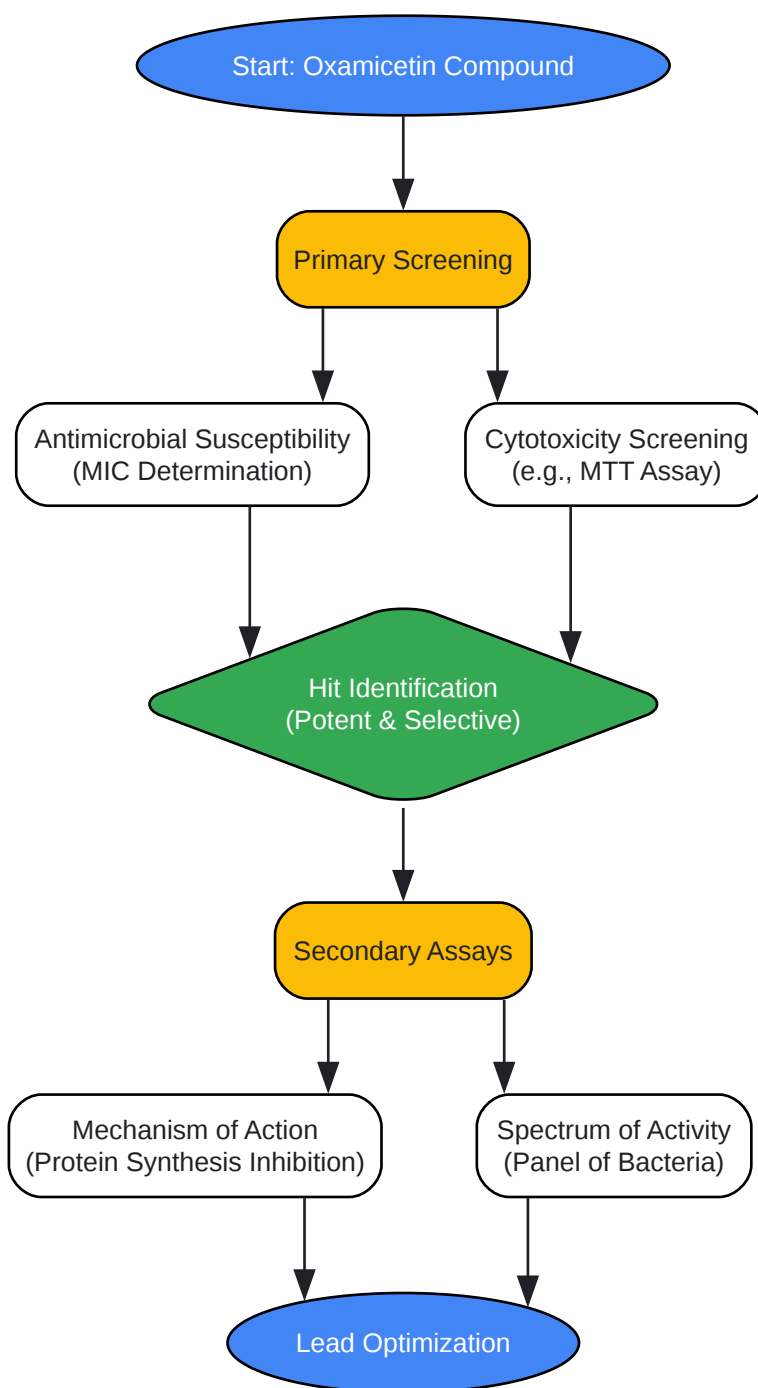 Start: Oxamicetin Compound
Primary Screening
Antimicrobial Susceptibility
(MIC Determination)
Cytotoxicity Screening
(e.g., MTT Assay)
Hit Identification
(Potent & Selective)
Secondary Assays
Mechanism of Action
(Protein Synthesis Inhibition)
Spectrum of Activity
(Panel of Bacteria)
Lead Optimization